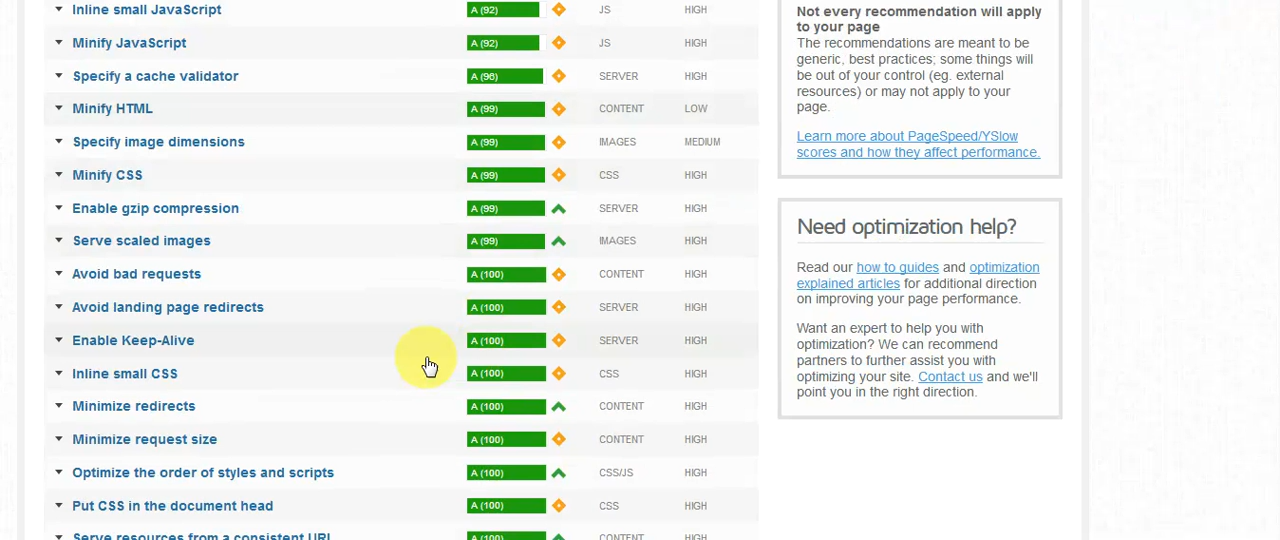 Inline small JavaScript A (92) JS HIGH
Minify JavaScript A (92) JS HIGH
Specify a cache validator A (96) SERVER HIGH
Minify HTML A (99) CONTENT LOW
Specify image dimensions A (99) IMAGES MEDIUM
Minify CSS A (99) CSS HIGH
Enable gzip compression A (99) SERVER HIGH
Serve scaled images A (99) IMAGES HIGH
Avoid bad requests A (100) CONTENT HIGH
Avoid landing page redirects A (100) SERVER HIGH
Enable Keep-Alive A (100) SERVER HIGH
Inline small CSS A (100) CSS HIGH
Minimize redirects A (100) CONTENT HIGH
Minimize request size A (100) CONTENT HIGH
Optimize the order of styles and scripts A (100) CSS/JS HIGH
Put CSS in the document head A (100) CSS HIGH
Serve resources from a consistent URL A (100) CONTENT HIGH
Not every recommendation will apply
to your page
The recommendations are meant to be
generic, best practices; some things will
be out of your control (eg. external
resources) or may not apply to your
page.
Learn more about PageSpeed/YSlow
scores and how they affect performance.
Need optimization help?
Read our how to guides and optimization
explained articles for additional direction
on improving your page performance.
Want an expert to help you with
optimization? We can recommend
partners to further assist you with
optimizing your site. Contact us and we'll
point you in the right direction.